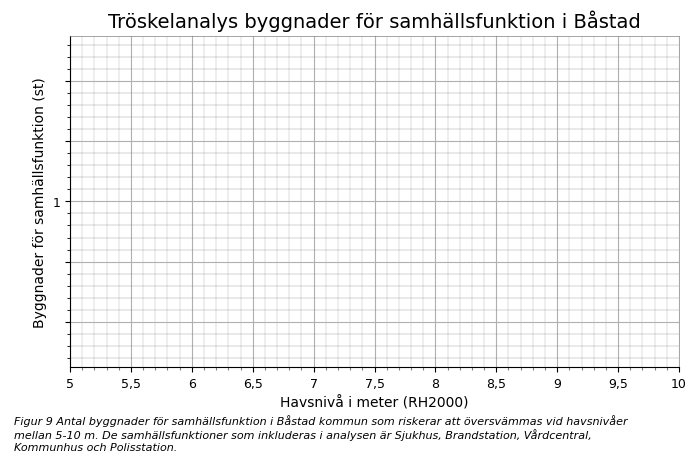 Tröskelanalys byggnader för samhällsfunktion i Båstad
Byggnader för samhällsfunktion (st)
1
5 5,5 6 6,5 7 7,5 8 8,5 9 9,5 10
Havsnivå i meter (RH2000)
Figur 9 Antal byggnader för samhällsfunktion i Båstad kommun som riskerar att översvämmas vid havsnivåer
mellan 5-10 m. De samhällsfunktioner som inkluderas i analysen är Sjukhus, Brandstation, Vårdcentral,
Kommunhus och Polisstation.